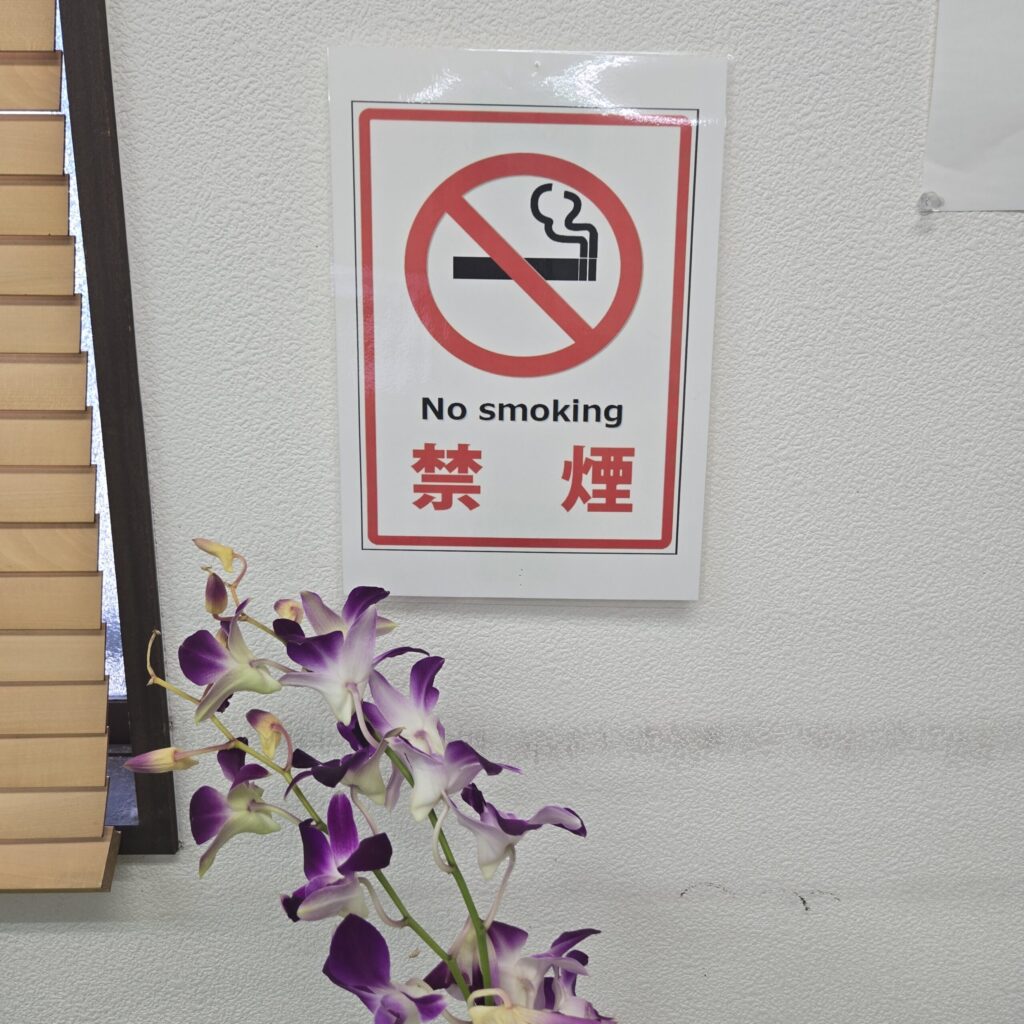 No smoking
禁 煙